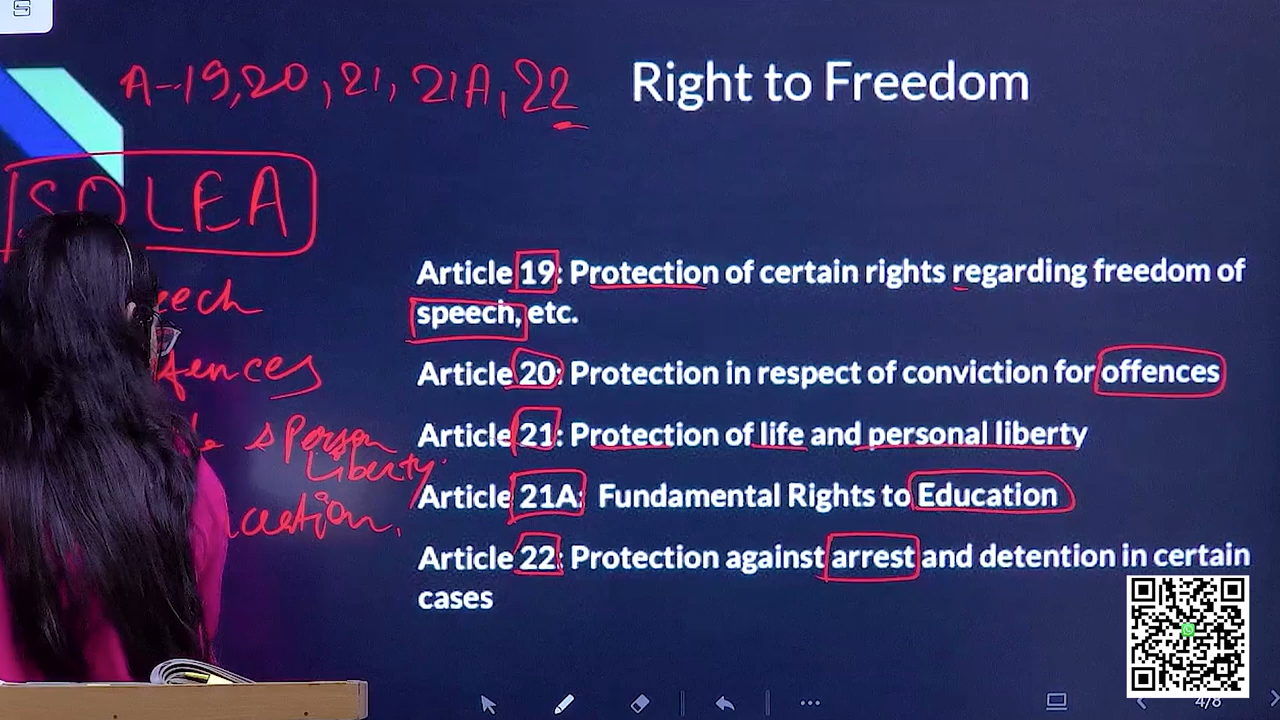 A-19,20,21,21A,22
Right to Freedom
SOLEA
eech
fences
& Person
Liberty.
cation.
Article 19: Protection of certain rights regarding freedom of
speech, etc.
Article 20: Protection in respect of conviction for offences
Article 21: Protection of life and personal liberty
Article 21A: Fundamental Rights to Education
Article 22: Protection against arrest and detention in certain
cases
4/8